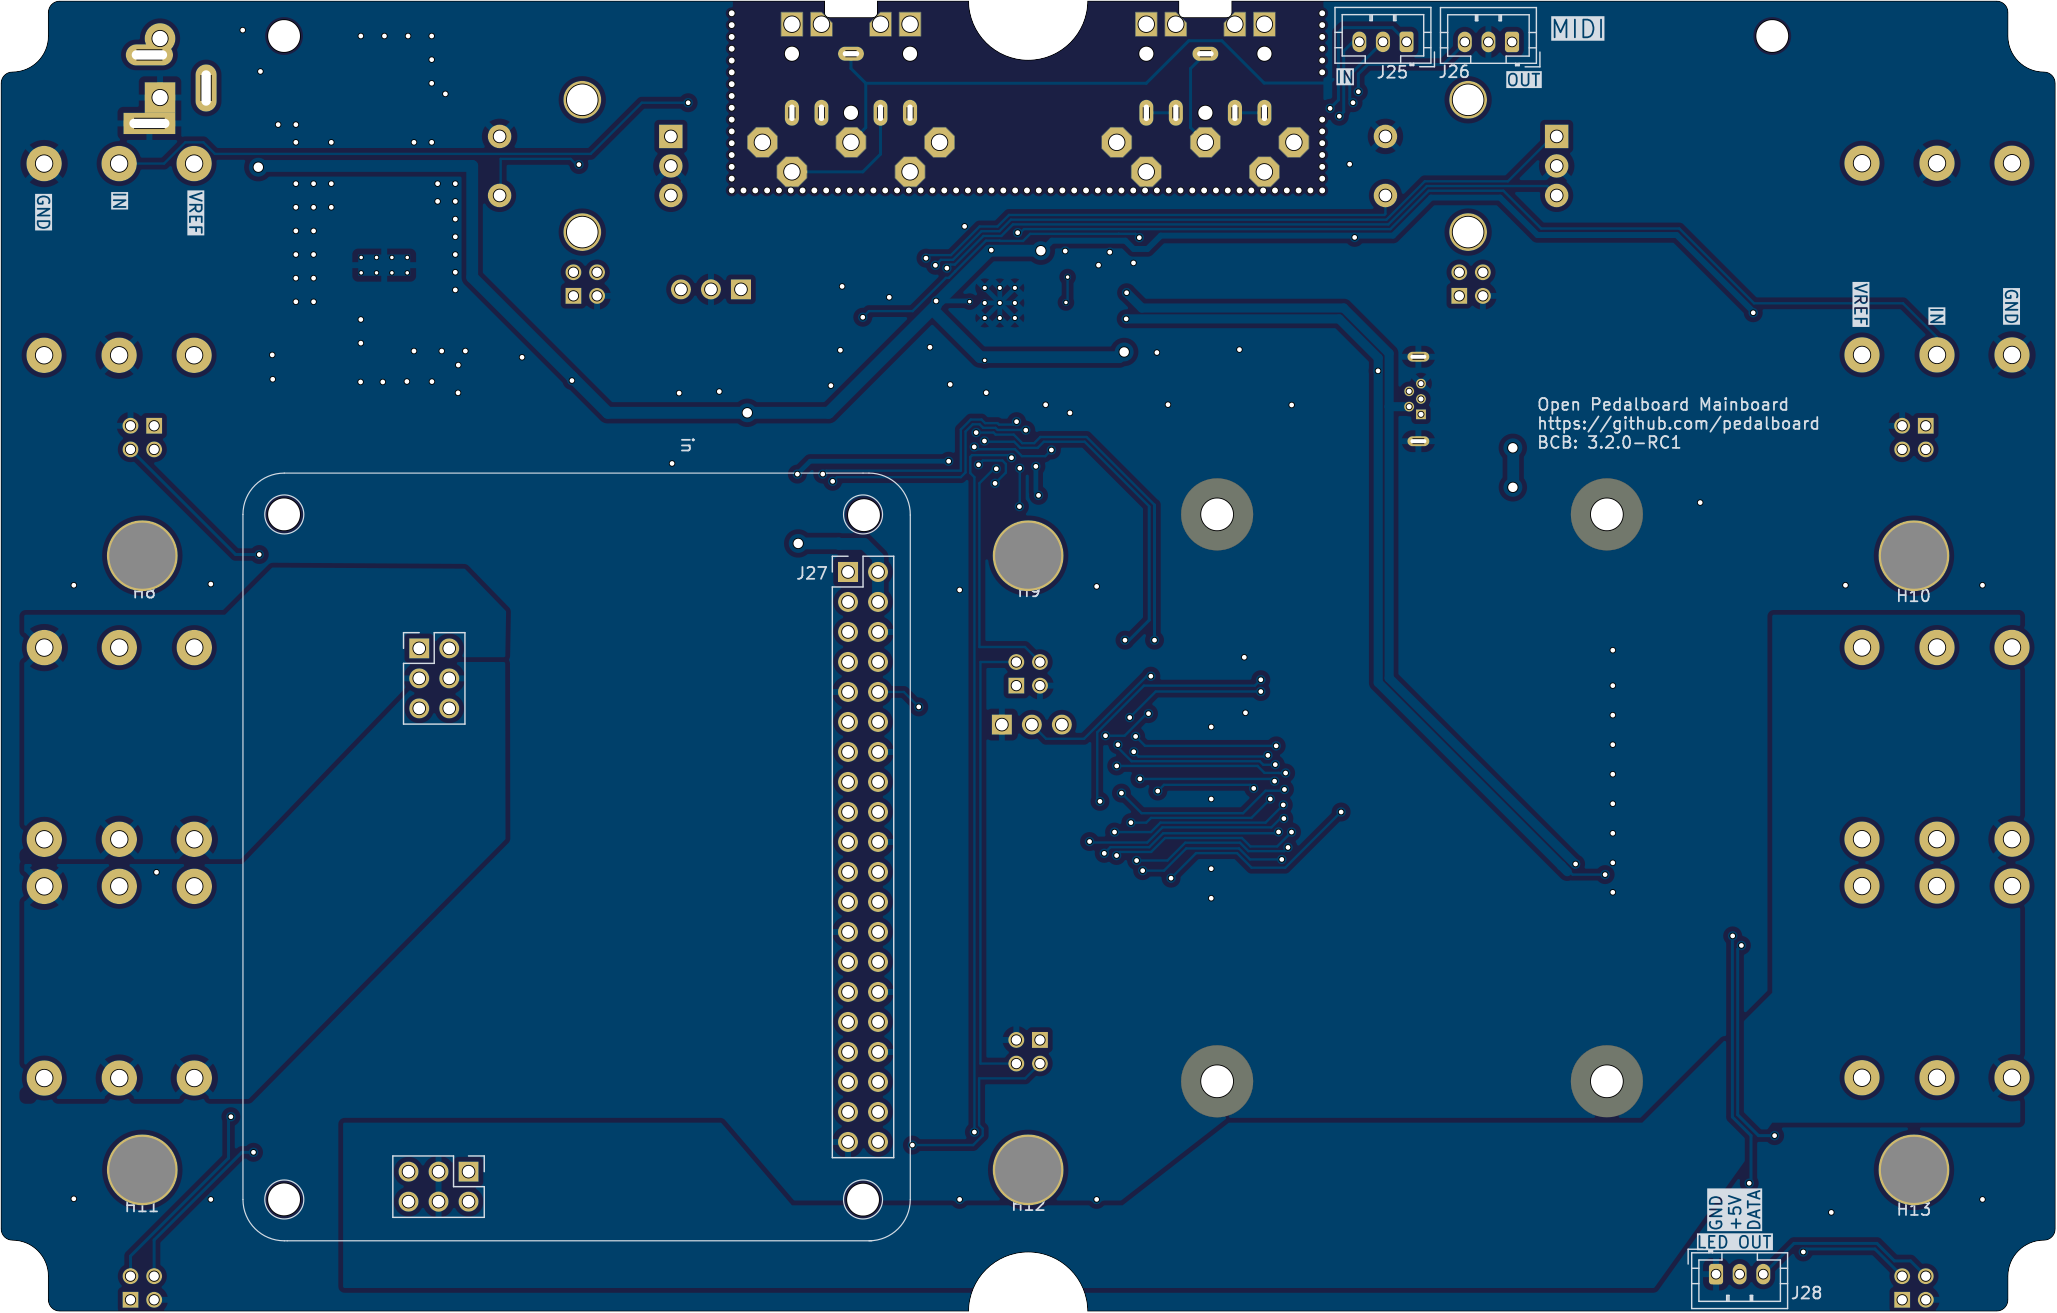 MIDI
IN
J25
J26
OUT
GND
IN
VREF
VREF
IN
GND
Open Pedalboard Mainboard
https://github.com/pedalboard
BCB: 3.2.0-RC1
in
J27
H8
H9
H10
H11
H12
H13
GND
+5V
DATA
LED OUT
J28